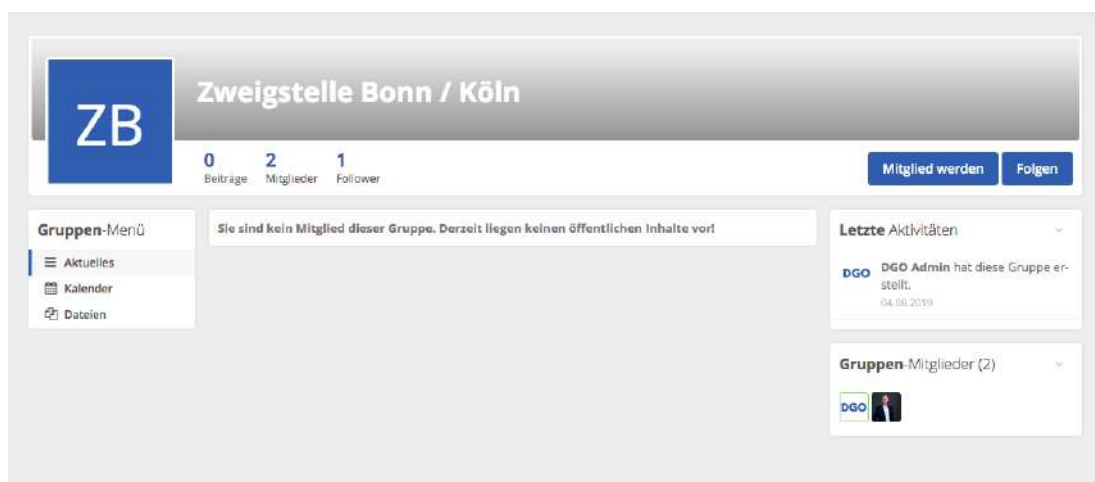 ZB
Zweigstelle Bonn / Köln
0 2 1
Beiträge Mitglieder Follower
Mitglied werden Folgen
Gruppen-Menü
Aktuelles
Kalender
Dateien
Sie sind kein Mitglied dieser Gruppe. Derzeit liegen keinen öffentlichen Inhalte vor!
Letzte Aktivitäten
DGO DGO Admin hat diese Gruppe er-
stellt.
04.08.2019
Gruppen-Mitglieder (2)
DGO